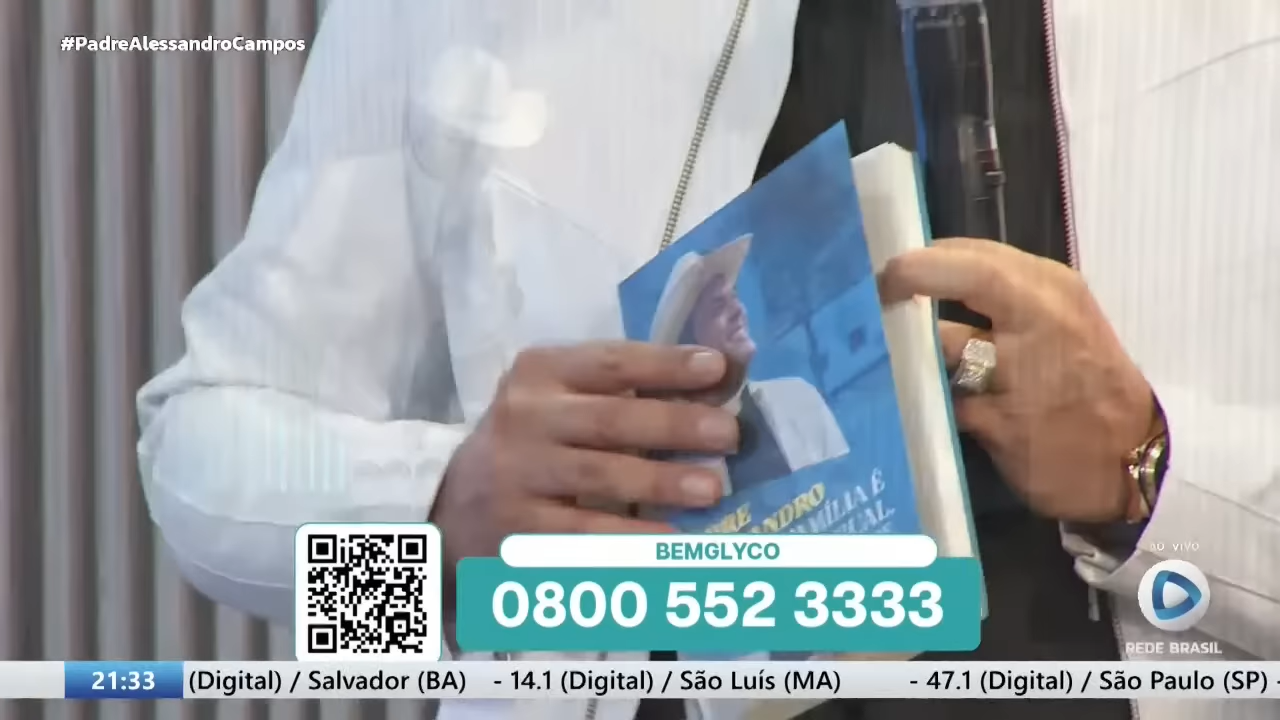 #PadreAlessandroCampos
BEMGLYCO
0800 552 3333
AO VIVO
REDE BRASIL
21:33 (Digital) / Salvador (BA) - 14.1 (Digital) / São Luís (MA) - 47.1 (Digital) / São Paulo (SP) -